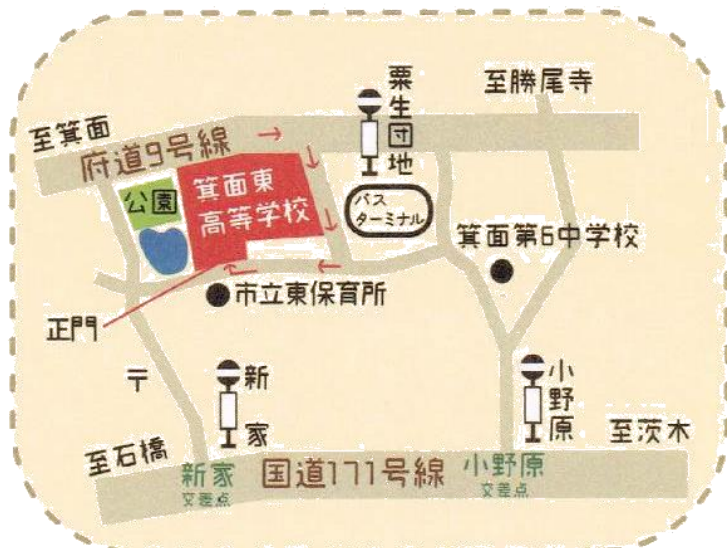 至勝尾寺
粟生団地
至箕面
府道9号線
バス
ターミナル
公園
箕面東
高等学校
箕面第6中学校
市立東保育所
正門
〒
新家
小野原
至茨木
至石橋
新家
交差点
国道171号線
小野原
交差点